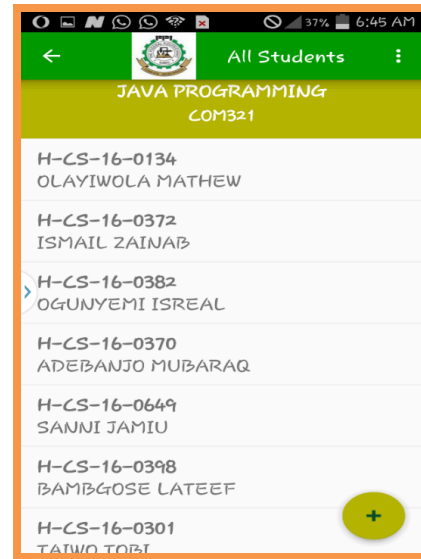 37% 6:45 AM
All Students
JAVA PROGRAMMING
COM321
H-CS-16-0134
OLAYIWOLA MATHEW
H-CS-16-0372
ISMAIL ZAINAB
H-CS-16-0382
OGUNYEMI ISREAL
H-CS-16-0370
ADEBANJO MUBARAQ
H-CS-16-0649
SANNI JAMIU
H-CS-16-0398
BAMBGOSE LATEEF
H-CS-16-0301
TAIWO TOBI